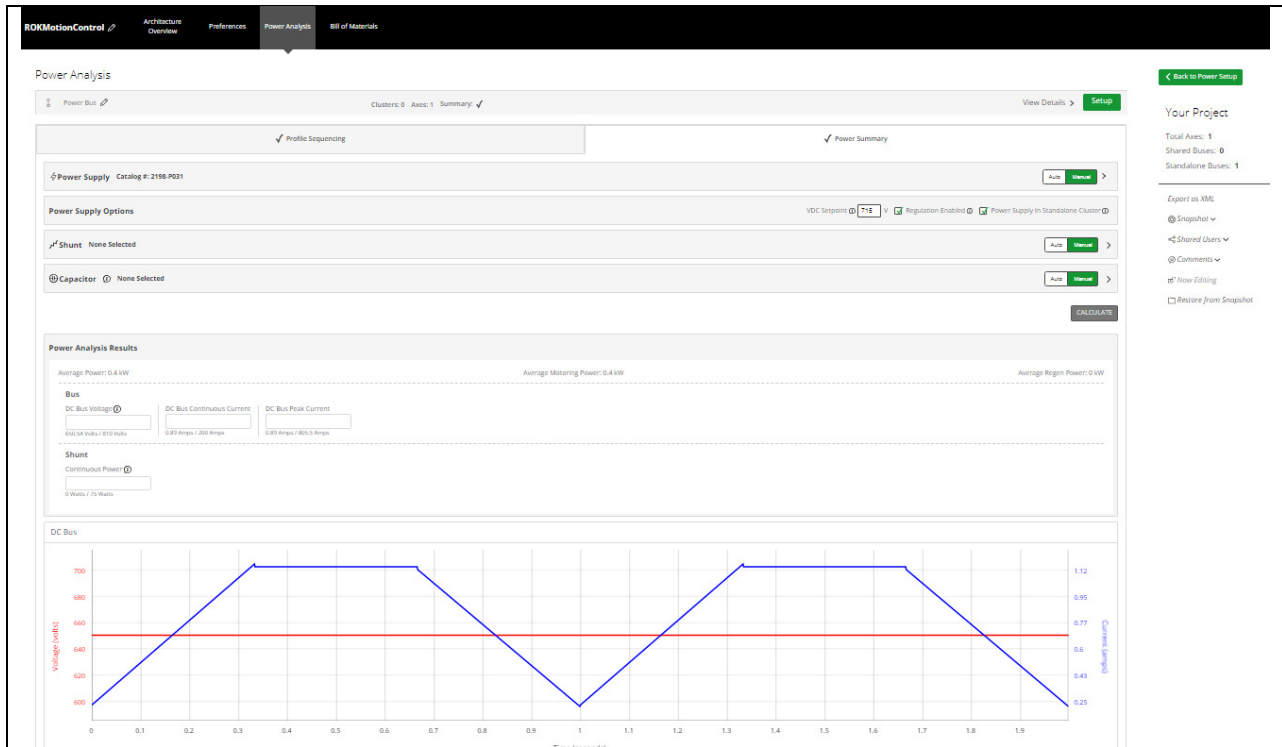 ROKMotionControl
Architecture
Overview
Preferences
Power Analysis
Bill of Materials
Power Analysis
Back to Power Setup
Power Bus
Clusters: 0 Axes: 1 Summary:
View Details
Setup
Your Project
Total Axes: 1
Shared Buses: 0
Standalone Buses: 1
Profile Sequencing
Power Summary
Power Supply Catalog #: 2198-P031
Auto Manual
Power Supply Options
VDC Setpoint 715 V Regulation Enabled Power Supply In Standalone Cluster
Shunt None Selected
Auto Manual
Capacitor None Selected
Auto Manual
CALCULATE
Export as XML
Snapshot
Shared Users
Comments
Now Editing
Restore from Snapshot
Power Analysis Results
Average Power: 0.4 kW
Average Motoring Power: 0.4 kW
Average Regen Power: 0 kW
Bus
DC Bus Voltage
DC Bus Continuous Current
DC Bus Peak Current
650.54 Volts / 810 Volts
0.89 Amps / 200 Amps
0.89 Amps / 805.5 Amps
Shunt
Continuous Power
0 Watts / 75 Watts
DC Bus
Voltage (volts)
700
680
660
640
620
600
1.12
0.95
0.77
0.6
0.43
0.25
Current (amps)
0 0.1 0.2 0.3 0.4 0.5 0.6 0.7 0.8 0.9 1 1.1 1.2 1.3 1.4 1.5 1.6 1.7 1.8 1.9